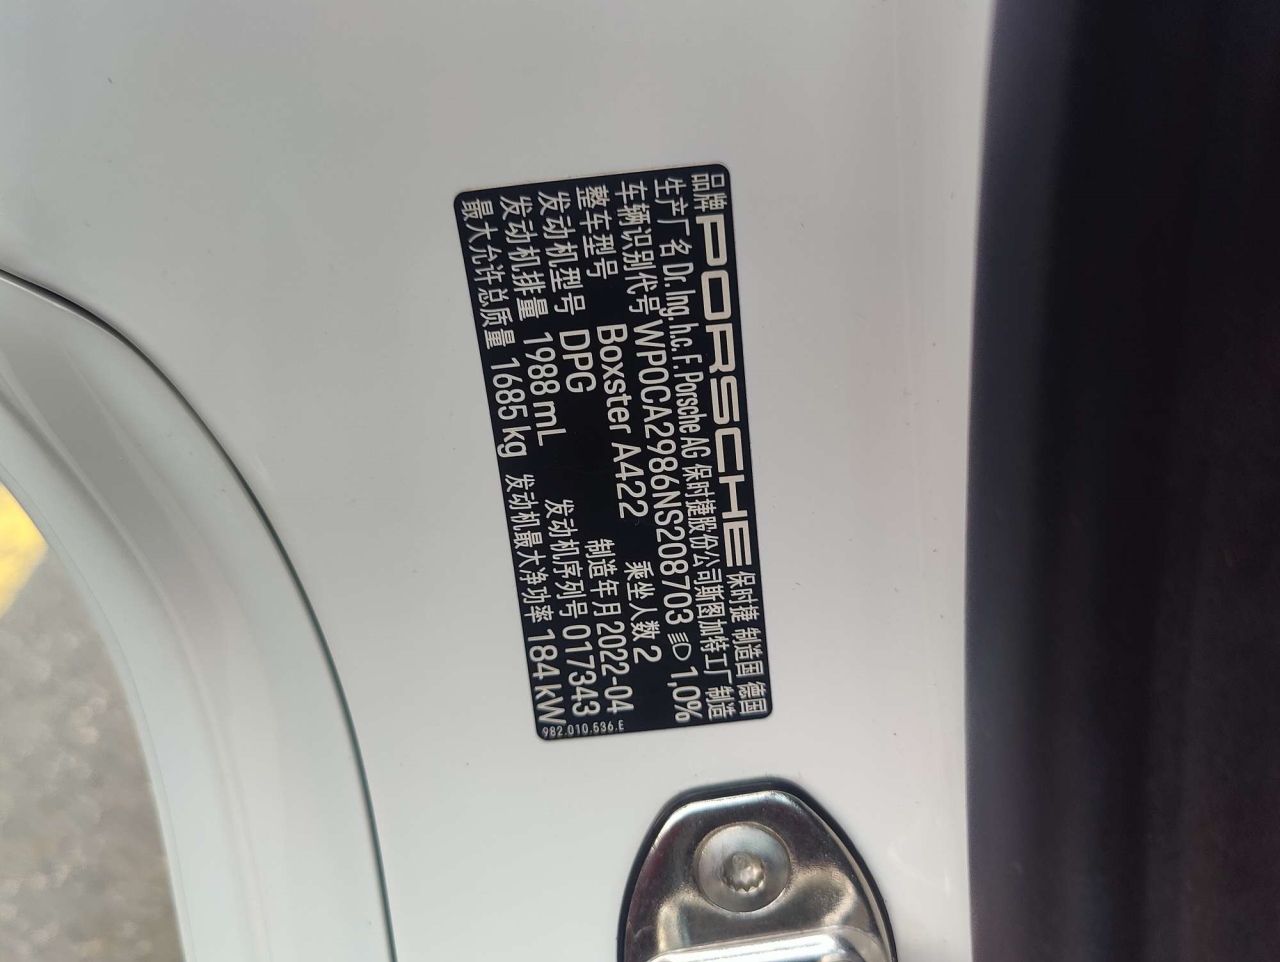 品牌 PORSCHE 保时捷 制造国 德国
生产厂名 Dr. Ing. h.c. F. Porsche AG 保时捷股份公司斯图加特工厂 制造
车辆识别代号 WP0CA2986NS208703 1,0%
整车型号 Boxster A422 乘坐人数 2
发动机型号 DPG 制造年月 2022-04
发动机排量 1988 mL 发动机序列号 017343
最大允许总质量 1685 kg 发动机最大净功率 184 kW
982.010.536.E